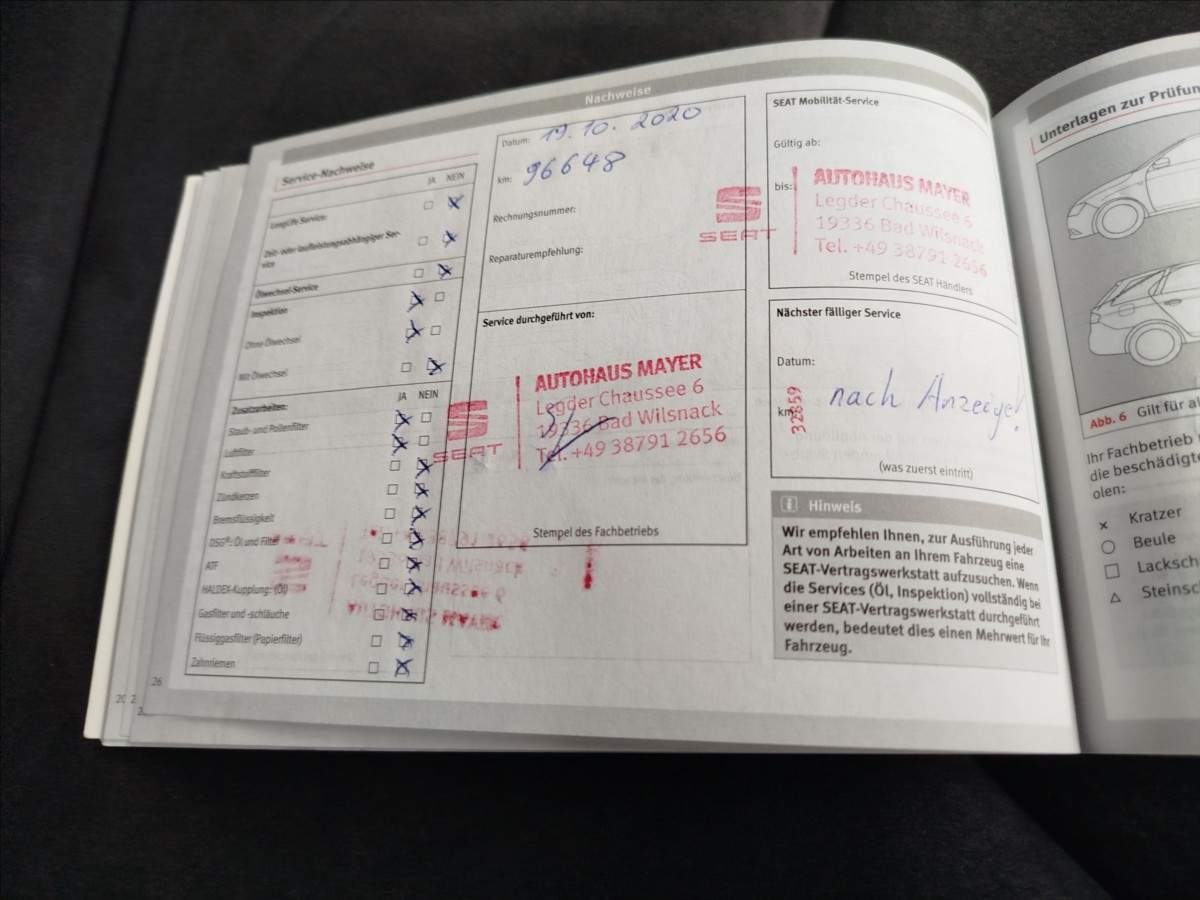 Nachweise
Service-Nachweise
JA NEIN
LongLife Service:
Zeit- oder laufleistungsabhängiger Ser-
vice
Ölwechsel-Service
Inspektion
Ohne Ölwechsel
Mit Ölwechsel
Zusatzarbeiten:
JA NEIN
Staub- und Pollenfilter
Luftfilter
Kraftstofffilter
Zündkerzen
Bremsflüssigkeit
DSG®: Öl und Filter
ATF
HALDEX-Kupplung: (Öl)
Gasfilter und -schläuche
Flüssiggasfilter (Papierfilter)
Zahnriemen
26
Datum: 19.10.2020
km: 96648
Rechnungsnummer:
Reparaturempfehlung:
Service durchgeführt von:
SEAT
AUTOHAUS MAYER
Legder Chaussee 6
19336 Bad Wilsnack
Tel. +49 38791 2656
Stempel des Fachbetriebs
SEAT Mobilität-Service
Gültig ab:
bis:
SEAT
AUTOHAUS MAYER
Legder Chaussee 6
19336 Bad Wilsnack
Tel. +49 38791 2656
Stempel des SEAT Händlers
Nächster fälliger Service
Datum:
km:
32859
nach Anzeige!
(was zuerst eintritt)
Hinweis
Wir empfehlen Ihnen, zur Ausführung jeder
Art von Arbeiten an Ihrem Fahrzeug eine
SEAT-Vertragswerkstatt aufzusuchen. Wenn
die Services (Öl, Inspektion) vollständig bei
einer SEAT-Vertragswerkstatt durchgeführt
werden, bedeutet dies einen Mehrwert für Ihr
Fahrzeug.
Unterlagen zur Prüfun
Abb. 6 Gilt für al
Ihr Fachbetrieb
die beschädigte
olen:
Kratzer
Beule
Lacksch
Steinsc